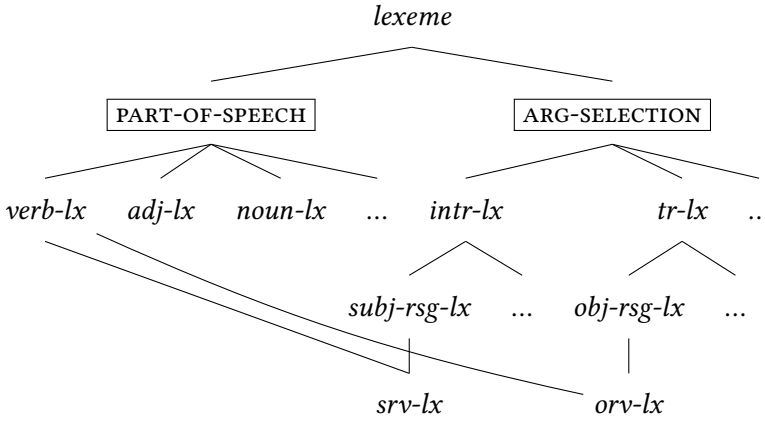 lexeme
PART-OF-SPEECH ARG-SELECTION
verb-lx adj-lx noun-lx ... intr-lx tr-lx ..
subj-rsg-lx ... obj-rsg-lx ...
srv-lx orv-lx